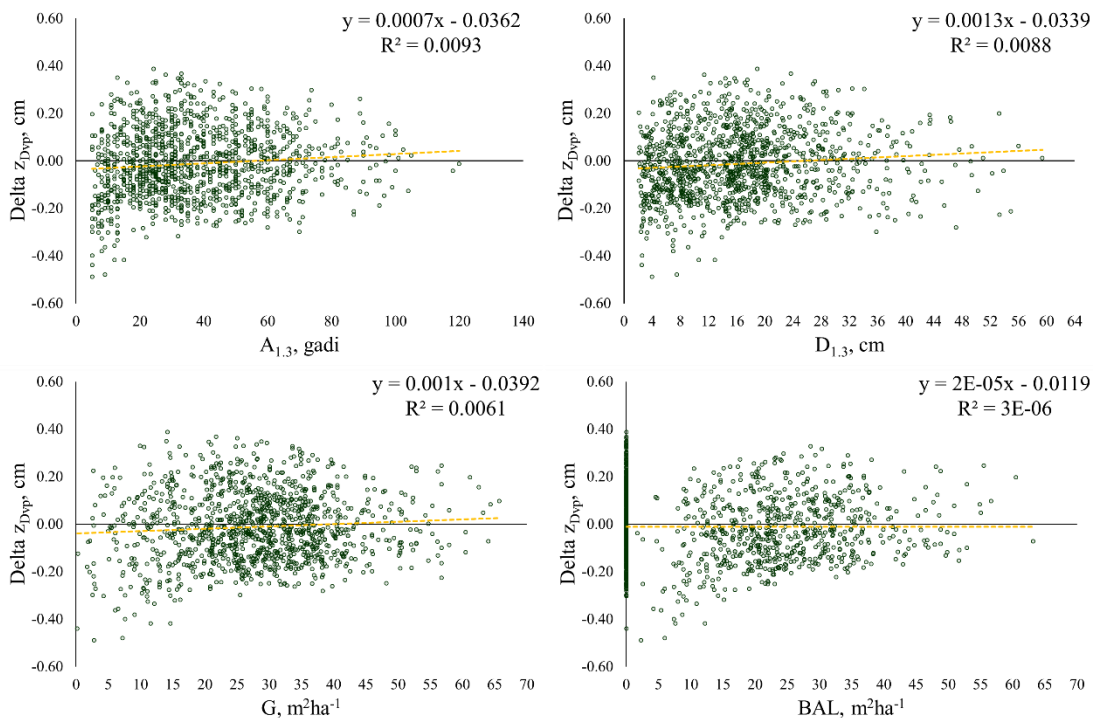 y = 0.0007x - 0.0362
R² = 0.0093
0.60
0.40
0.20
0.00
-0.20
-0.40
-0.60
Delta z_Dvp, cm
0 20 40 60 80 100 120 140
A_1.3, gadi
y = 0.0013x - 0.0339
R² = 0.0088
0.60
0.40
0.20
0.00
-0.20
-0.40
-0.60
Delta z_Dvp, cm
0 4 8 12 16 20 24 28 32 36 40 44 48 52 56 60 64
D_1.3, cm
y = 0.001x - 0.0392
R² = 0.0061
0.60
0.40
0.20
0.00
-0.20
-0.40
-0.60
Delta z_Dvp, cm
0 5 10 15 20 25 30 35 40 45 50 55 60 65 70
G, m²ha⁻¹
y = 2E-05x - 0.0119
R² = 3E-06
0.60
0.40
0.20
0.00
-0.20
-0.40
-0.60
Delta z_Dvp, cm
0 5 10 15 20 25 30 35 40 45 50 55 60 65 70
BAL, m²ha⁻¹